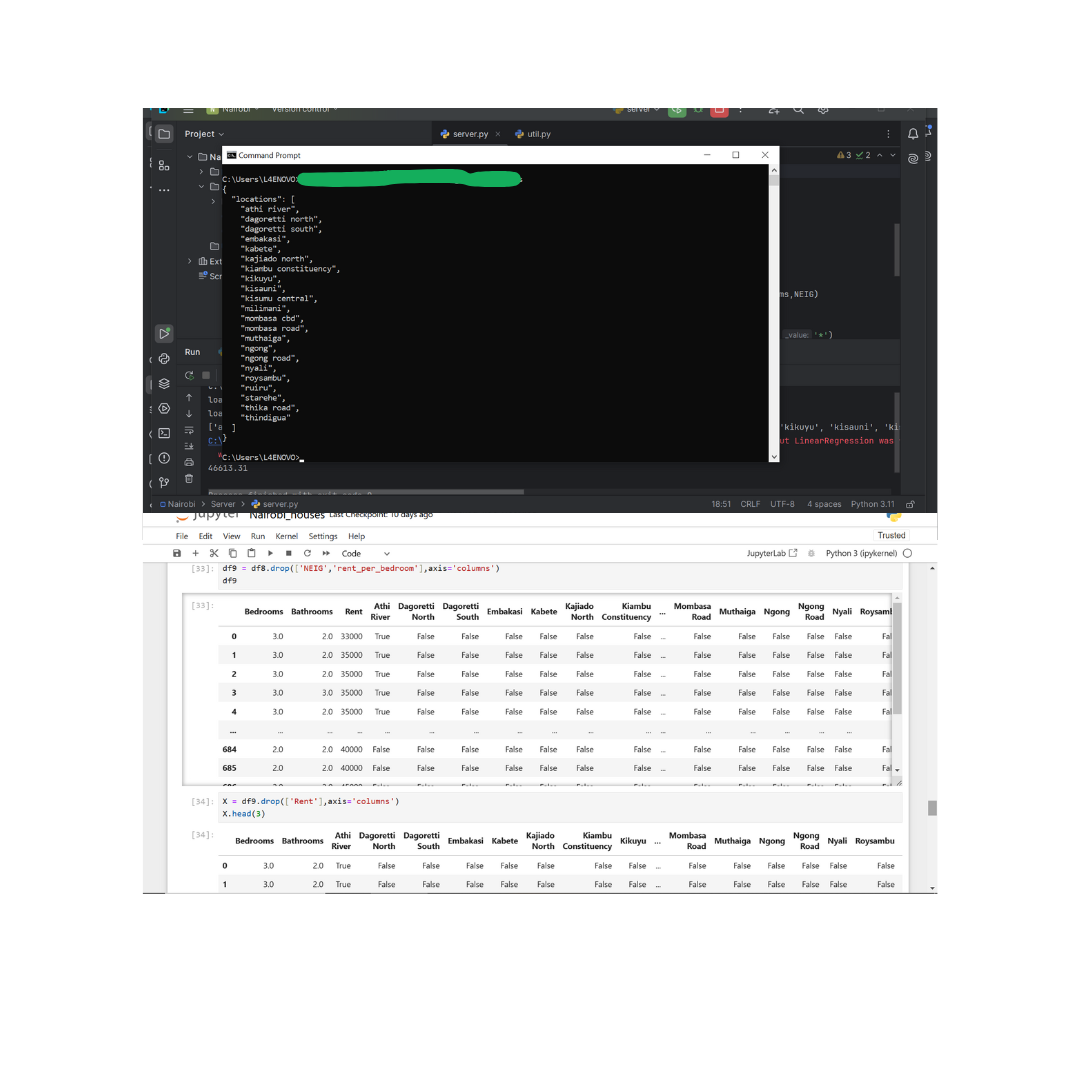 Nairobi Version control server
Project server.py × util.py
Na Command Prompt 3 2
C:\Users\L4ENOVO>
{
"locations": [
"athi river",
"dagoretti north",
"dagoretti south",
"embakasi",
"kabete",
"kajiado north",
Ext
"kiambu constituency",
Scr
"kikuyu",
"kisauni",
ms,NEIG)
"kisumu central",
"milimani",
"mombasa cbd",
"mombasa road",
_value: '*')
"muthaiga",
"ngong",
Run
"ngong road",
"nyali",
"roysambu",
"ruiru",
"starehe",
loa
"thika road",
loa
"thindigua"
['a ] 'kikuyu', 'kisauni', 'ki
C:\ } ut LinearRegression was
C:\Users\L4ENOVO>
46613.31
Process finished with exit code 0
Nairobi > Server > server.py 18:51 CRLF UTF-8 4 spaces Python 3.11
jupyter Nairobi_houses Last Checkpoint: 10 days ago
File Edit View Run Kernel Settings Help Trusted
Code JupyterLab Python 3 (ipykernel)
[33]: df9 = df8.drop(['NEIG','rent_per_bedroom'],axis='columns')
df9
[33]: Bedrooms Bathrooms Rent Athi River Dagoretti North Dagoretti South Embakasi Kabete Kajiado North Kiambu Constituency ... Mombasa Road Muthaiga Ngong Ngong Road Nyali Roysaml
0 3.0 2.0 33000 True False False False False False False ... False False False False False Fal
1 3.0 2.0 35000 True False False False False False False ... False False False False False Fal
2 3.0 2.0 35000 True False False False False False False ... False False False False False Fal
3 3.0 3.0 35000 True False False False False False False ... False False False False False Fal
4 3.0 2.0 35000 True False False False False False False ... False False False False False Fal
... ... ... ... ... ... ... ... ... ... ... ... ... ... ... ... ...
684 2.0 2.0 40000 False False False False False False False ... False False False False False Fal
685 2.0 2.0 40000 False False False False False False False ... False False False False False Fal
[34]: X = df9.drop(['Rent'],axis='columns')
X.head(3)
[34]: Bedrooms Bathrooms Athi River Dagoretti North Dagoretti South Embakasi Kabete Kajiado North Kiambu Constituency Kikuyu ... Mombasa Road Muthaiga Ngong Ngong Road Nyali Roysambu
0 3.0 2.0 True False False False False False False False ... False False False False False False
1 3.0 2.0 True False False False False False False False ... False False False False False False